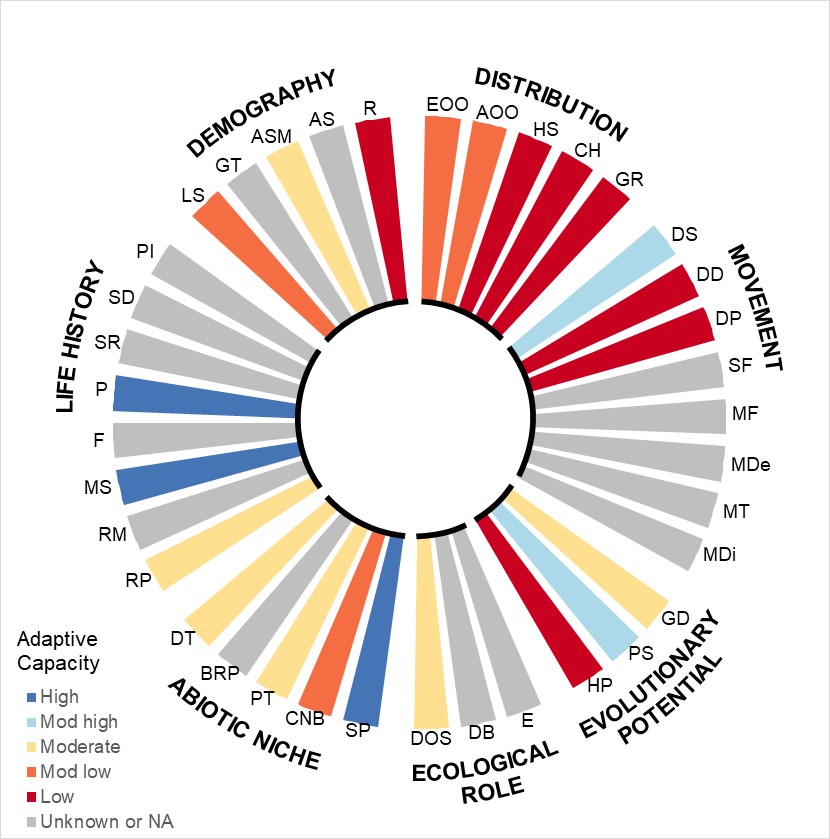 DISTRIBUTION
EOO
AOO
HS
CH
GR
MOVEMENT
DS
DD
DP
SF
MF
MDe
MT
MDi
EVOLUTIONARY
POTENTIAL
GD
PS
HP
ECOLOGICAL
ROLE
E
DB
DOS
ABIOTIC NICHE
SP
CNB
PT
BRP
DT
LIFE HISTORY
RP
RM
MS
F
P
SR
SD
PI
DEMOGRAPHY
LS
GT
ASM
AS
R
Adaptive
Capacity
High
Mod high
Moderate
Mod low
Low
Unknown or NA